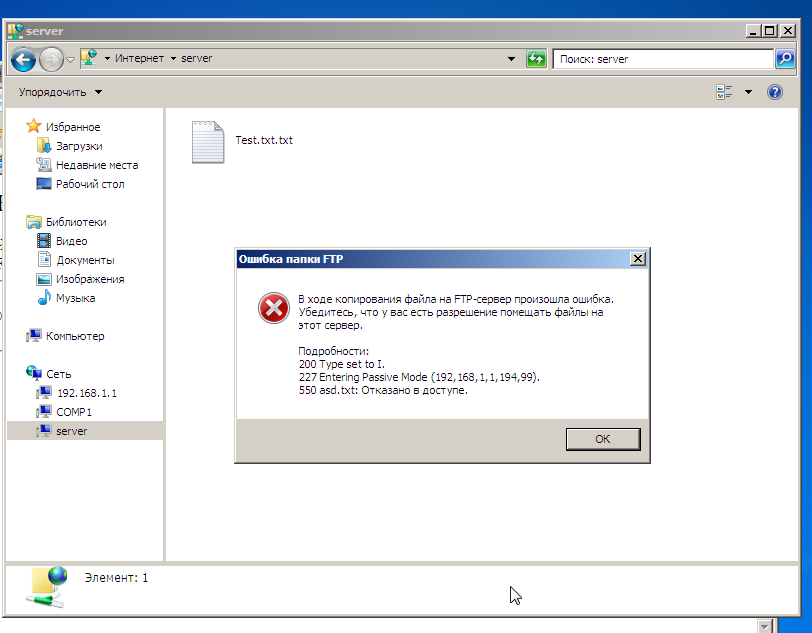 server
Интернет
server
Поиск: server
Упорядочить
Избранное
Загрузки
Недавние места
Рабочий стол
Библиотеки
Видео
Документы
Изображения
Музыка
Компьютер
Сеть
192.168.1.1
COMP1
server
Test.txt.txt
Ошибка папки FTP
В ходе копирования файла на FTP-сервер произошла ошибка.
Убедитесь, что у вас есть разрешение помещать файлы на
этот сервер.
Подробности:
200 Type set to I.
227 Entering Passive Mode (192,168,1,1,194,99).
550 asd.txt: Отказано в доступе.
ОК
Элемент: 1